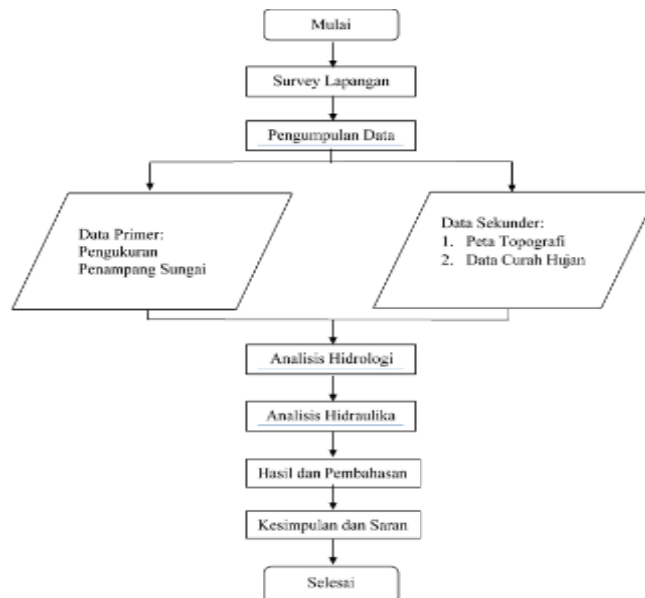 Mulai
Survey Lapangan
Pengumpulan Data
Data Primer:
Pengukuran
Penampang Sungai
Data Sekunder:
1. Peta Topografi
2. Data Curah Hujan
Analisis Hidrologi
Analisis Hidraulika
Hasil dan Pembahasan
Kesimpulan dan Saran
Selesai